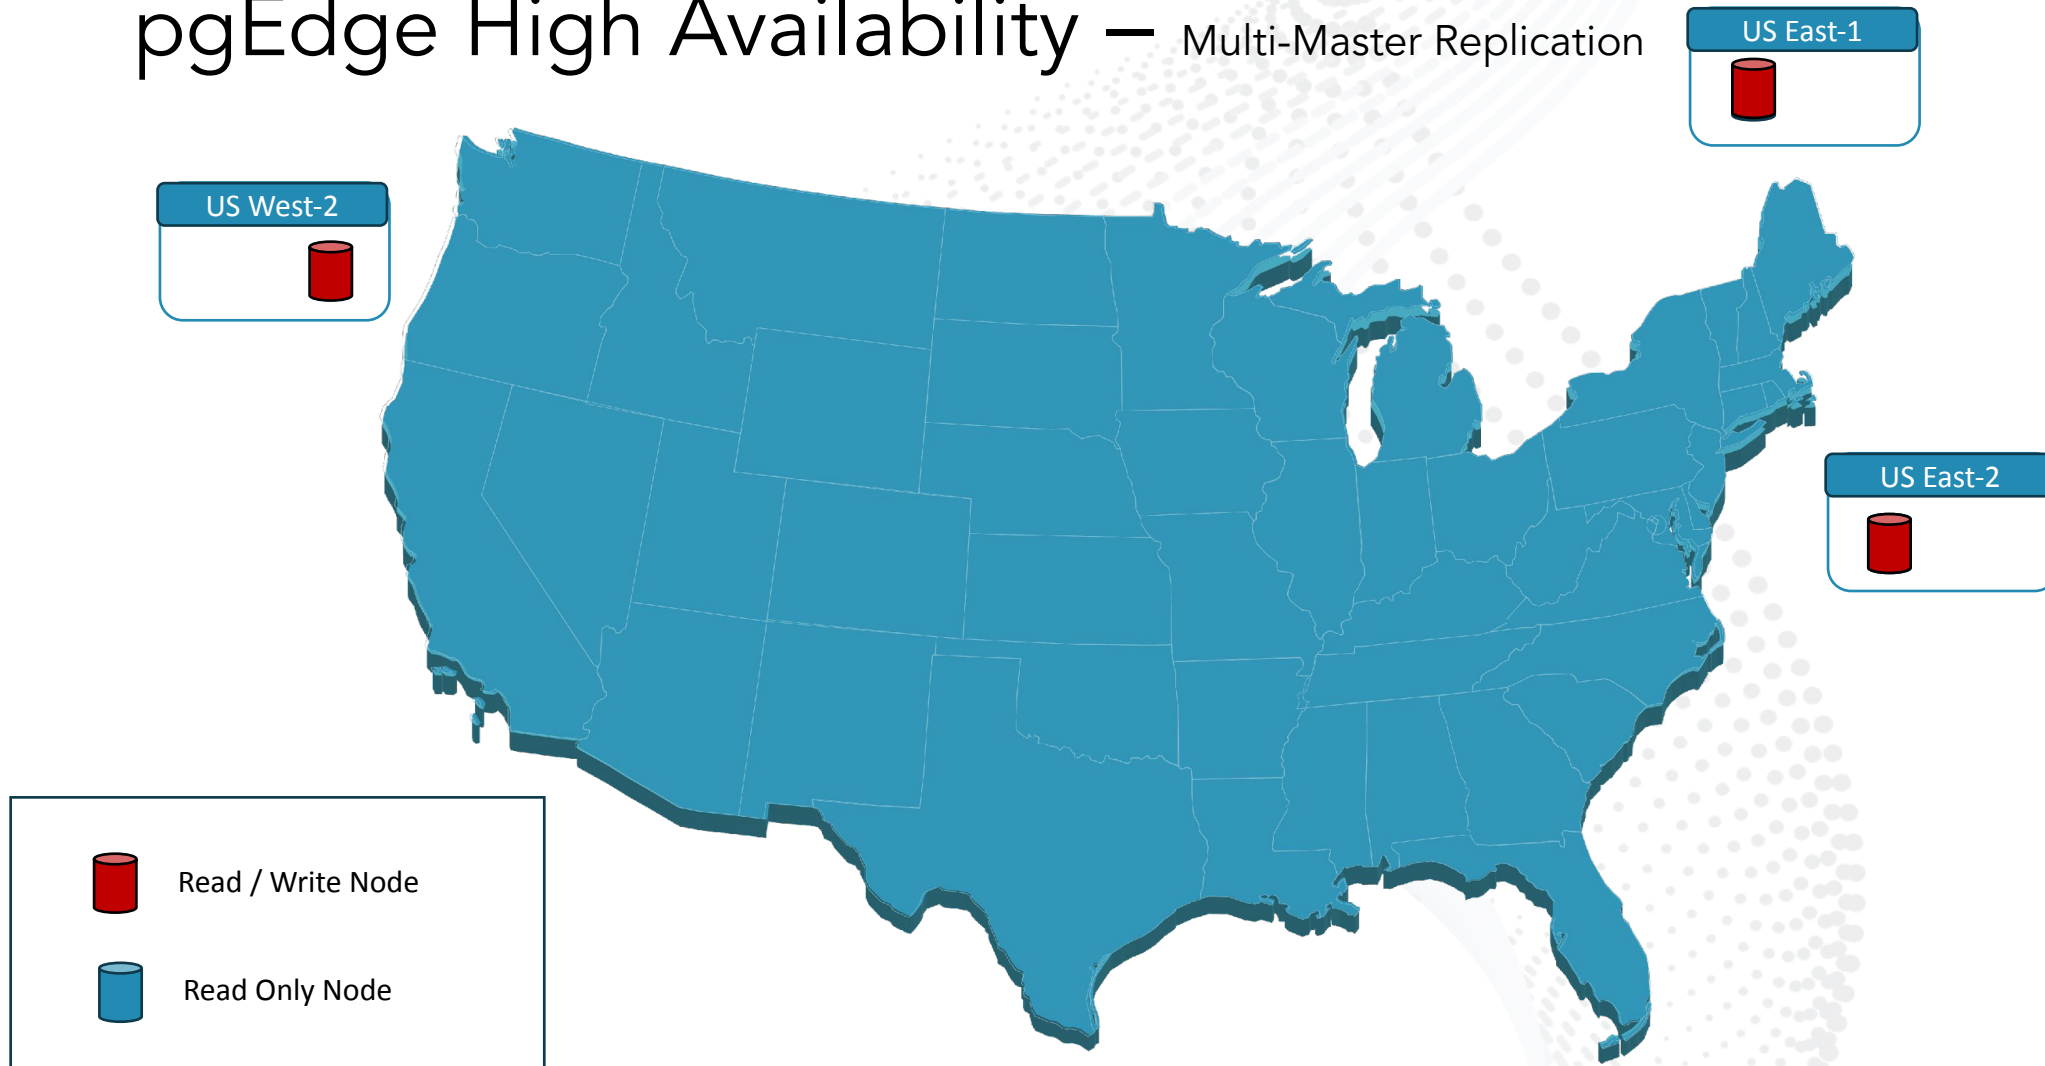 pgEdge High Availability – Multi-Master Replication
US East-1
US West-2
US East-2
Read / Write Node
Read Only Node